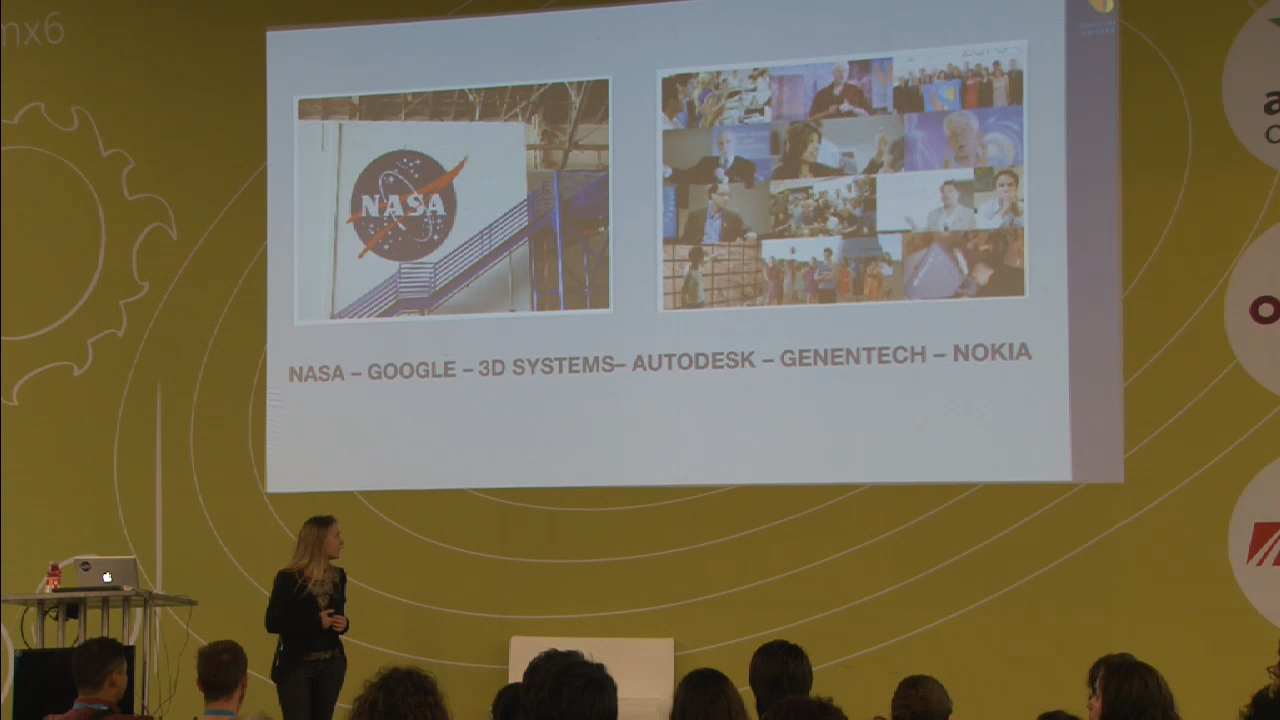 mx6
NASA
NASA – GOOGLE – 3D SYSTEMS– AUTODESK – GENENTECH – NOKIA